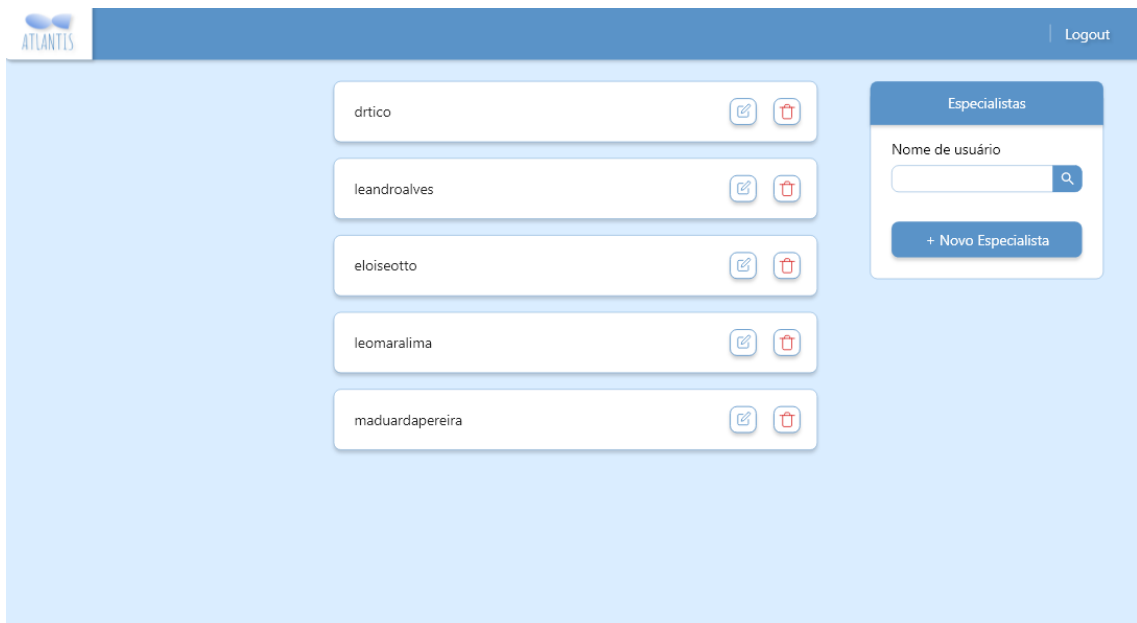 ATLANTIS
Logout
drtico
leandroalves
eloiseotto
leomaralima
maduardapereira
Especialistas
Nome de usuário
+ Novo Especialista